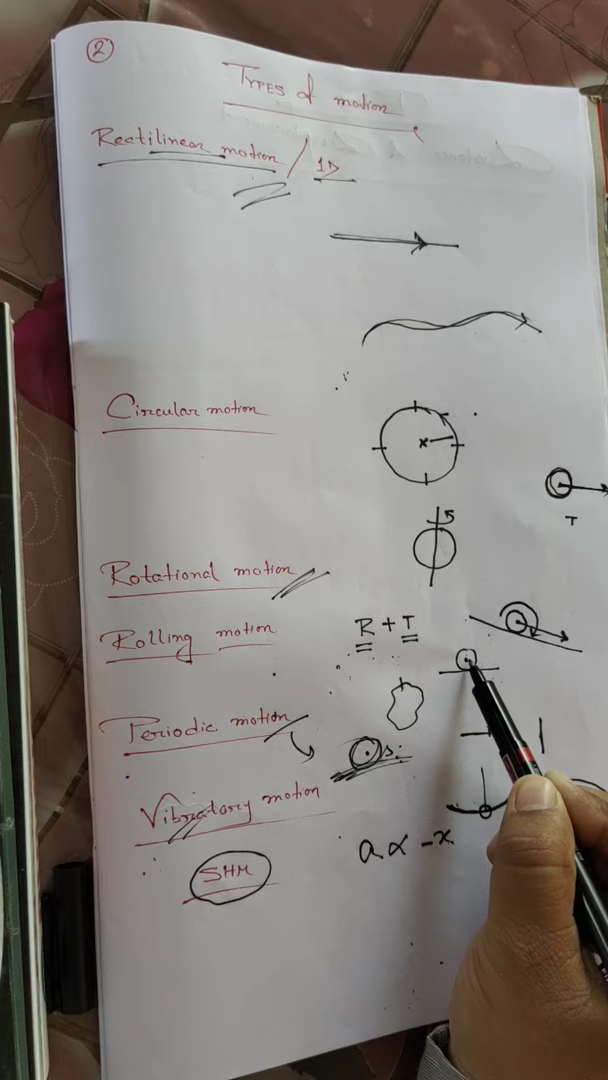 2
TYPES of motion
Rectilinear motion / 1D
Circular motion
T
Rotational motion
Rolling motion
R + T
Periodic motion
Vibratory motion
a ∝ -x
SHM